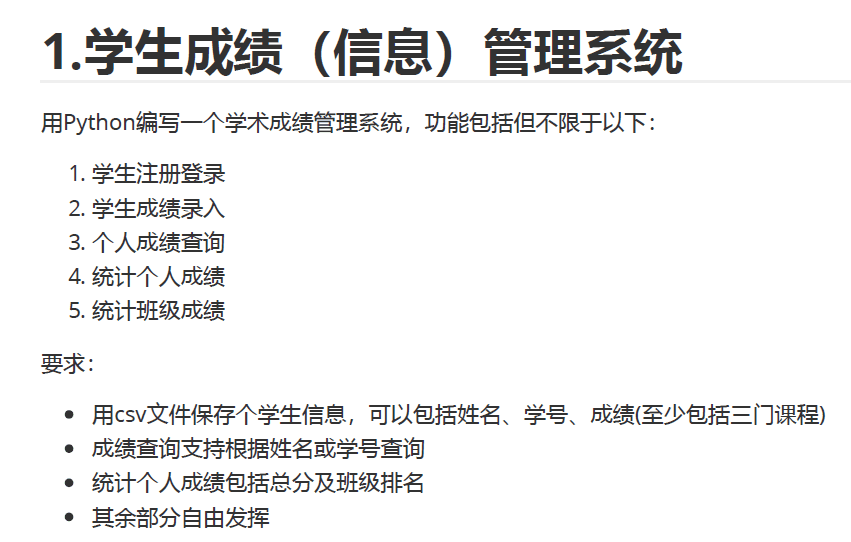 1.学生成绩（信息）管理系统
用Python编写一个学术成绩管理系统，功能包括但不限于以下：
1. 学生注册登录
2. 学生成绩录入
3. 个人成绩查询
4. 统计个人成绩
5. 统计班级成绩
要求：
• 用csv文件保存个学生信息，可以包括姓名、学号、成绩(至少包括三门课程)
• 成绩查询支持根据姓名或学号查询
• 统计个人成绩包括总分及班级排名
• 其余部分自由发挥